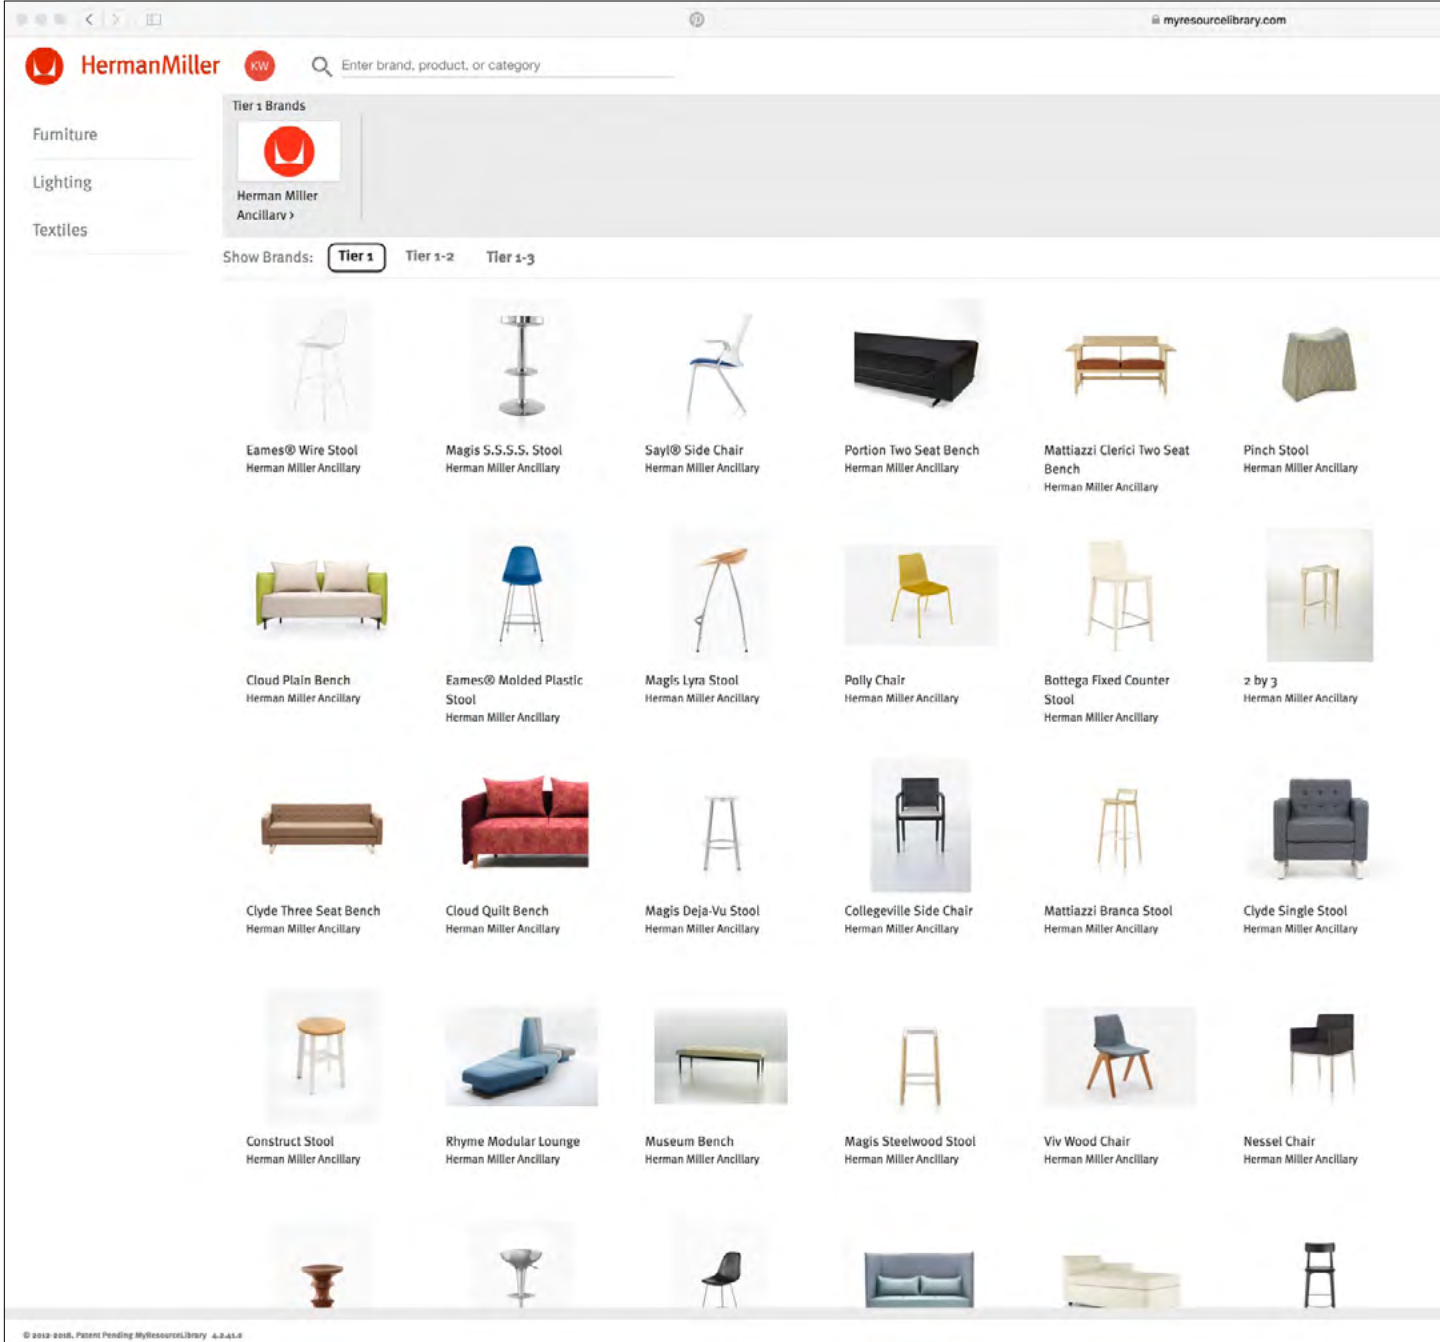 myresourcelibrary.com
HermanMiller
KW
Enter brand, product, or category
Furniture
Lighting
Textiles
Tier 1 Brands
Herman Miller
Ancillary >
Show Brands: Tier 1 Tier 1-2 Tier 1-3
Eames® Wire Stool
Herman Miller Ancillary
Magis S.S.S.S. Stool
Herman Miller Ancillary
Sayl® Side Chair
Herman Miller Ancillary
Portion Two Seat Bench
Herman Miller Ancillary
Mattiazzi Clerici Two Seat
Bench
Herman Miller Ancillary
Pinch Stool
Herman Miller Ancillary
Cloud Plain Bench
Herman Miller Ancillary
Eames® Molded Plastic
Stool
Herman Miller Ancillary
Magis Lyra Stool
Herman Miller Ancillary
Polly Chair
Herman Miller Ancillary
Bottega Fixed Counter
Stool
Herman Miller Ancillary
2 by 3
Herman Miller Ancillary
Clyde Three Seat Bench
Herman Miller Ancillary
Cloud Quilt Bench
Herman Miller Ancillary
Magis Deja-Vu Stool
Herman Miller Ancillary
Collegeville Side Chair
Herman Miller Ancillary
Mattiazzi Branca Stool
Herman Miller Ancillary
Clyde Single Stool
Herman Miller Ancillary
Construct Stool
Herman Miller Ancillary
Rhyme Modular Lounge
Herman Miller Ancillary
Museum Bench
Herman Miller Ancillary
Magis Steelwood Stool
Herman Miller Ancillary
Viv Wood Chair
Herman Miller Ancillary
Nessel Chair
Herman Miller Ancillary
© 2012-2018, Patent Pending MyResourceLibrary 4.2.41.0